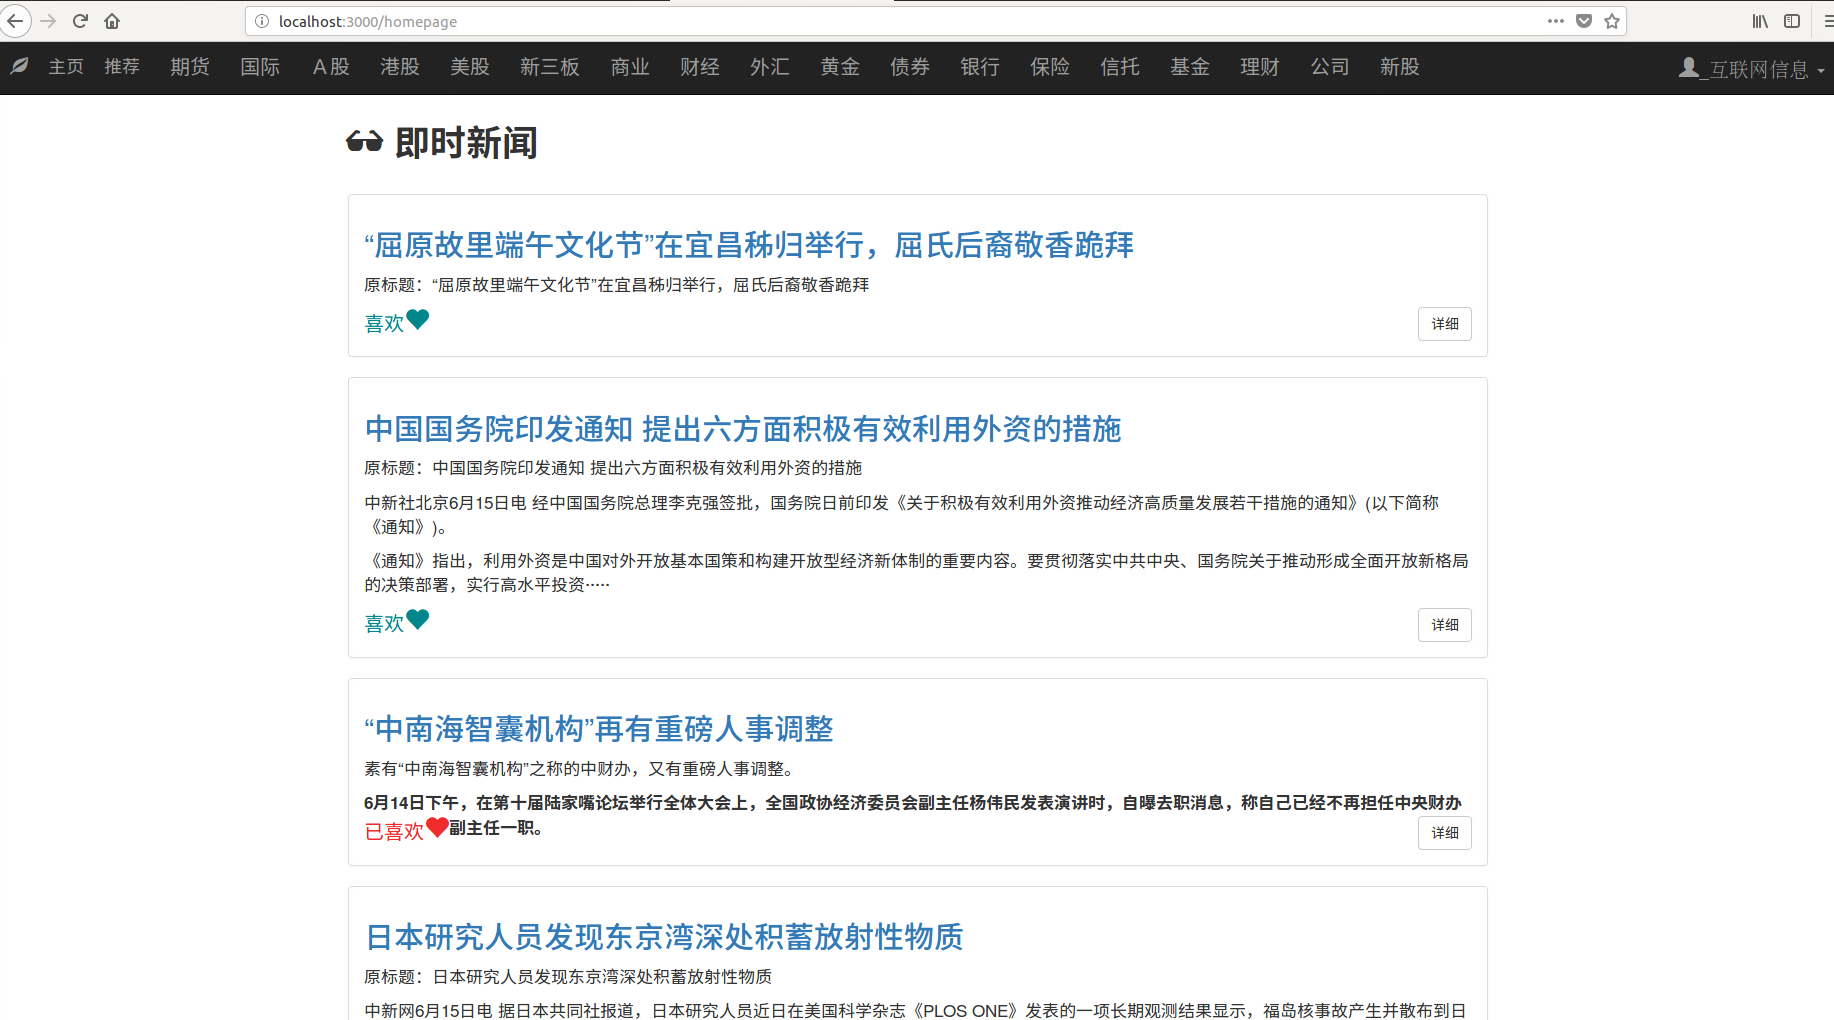 localhost:3000/homepage
主页 推荐 期货 国际 A股 港股 美股 新三板 商业 财经 外汇 黄金 债券 银行 保险 信托 基金 理财 公司 新股 _互联网信息
即时新闻
“屈原故里端午文化节”在宜昌秭归举行，屈氏后裔敬香跪拜
原标题：“屈原故里端午文化节”在宜昌秭归举行，屈氏后裔敬香跪拜
喜欢 详细
中国国务院印发通知 提出六方面积极有效利用外资的措施
原标题：中国国务院印发通知 提出六方面积极有效利用外资的措施
中新社北京6月15日电 经中国国务院总理李克强签批，国务院日前印发《关于积极有效利用外资推动经济高质量发展若干措施的通知》(以下简称
《通知》)。
《通知》指出，利用外资是中国对外开放基本国策和构建开放型经济新体制的重要内容。要贯彻落实中共中央、国务院关于推动形成全面开放新格局
的决策部署，实行高水平投资·····
喜欢 详细
“中南海智囊机构”再有重磅人事调整
素有“中南海智囊机构”之称的中财办，又有重磅人事调整。
6月14日下午，在第十届陆家嘴论坛举行全体大会上，全国政协经济委员会副主任杨伟民发表演讲时，自曝去职消息，称自己已经不再担任中央财办
已喜欢 副主任一职。 详细
日本研究人员发现东京湾深处积蓄放射性物质
原标题：日本研究人员发现东京湾深处积蓄放射性物质
中新网6月15日电 据日本共同社报道，日本研究人员近日在美国科学杂志《PLOS ONE》发表的一项长期观测结果显示，福岛核事故产生并散布到日